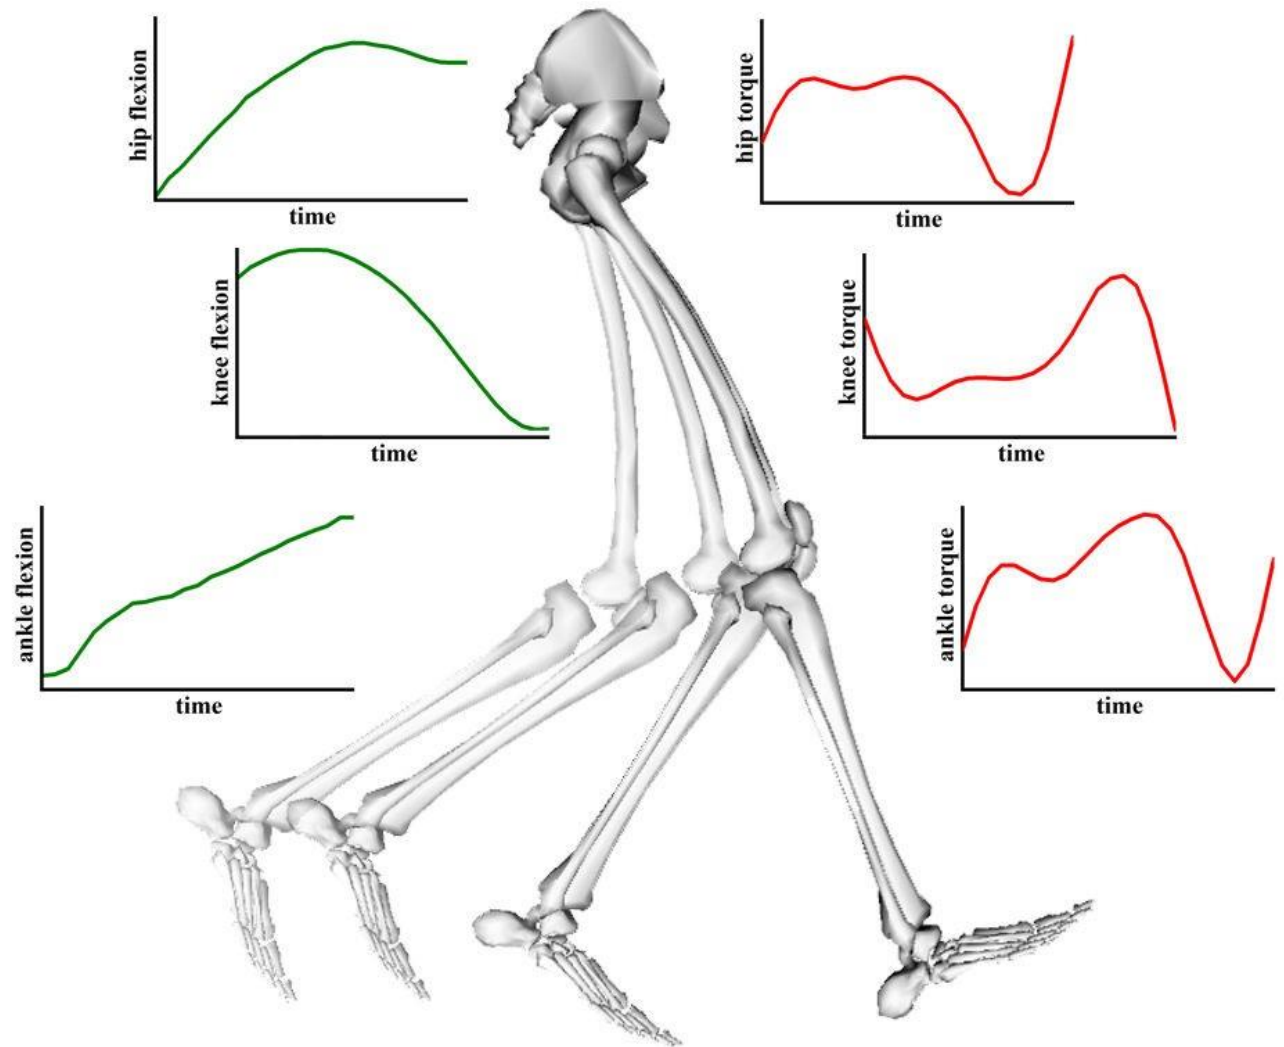 hip flexion
time
hip torque
time
knee flexion
time
knee torque
time
ankle flexion
time
ankle torque
time